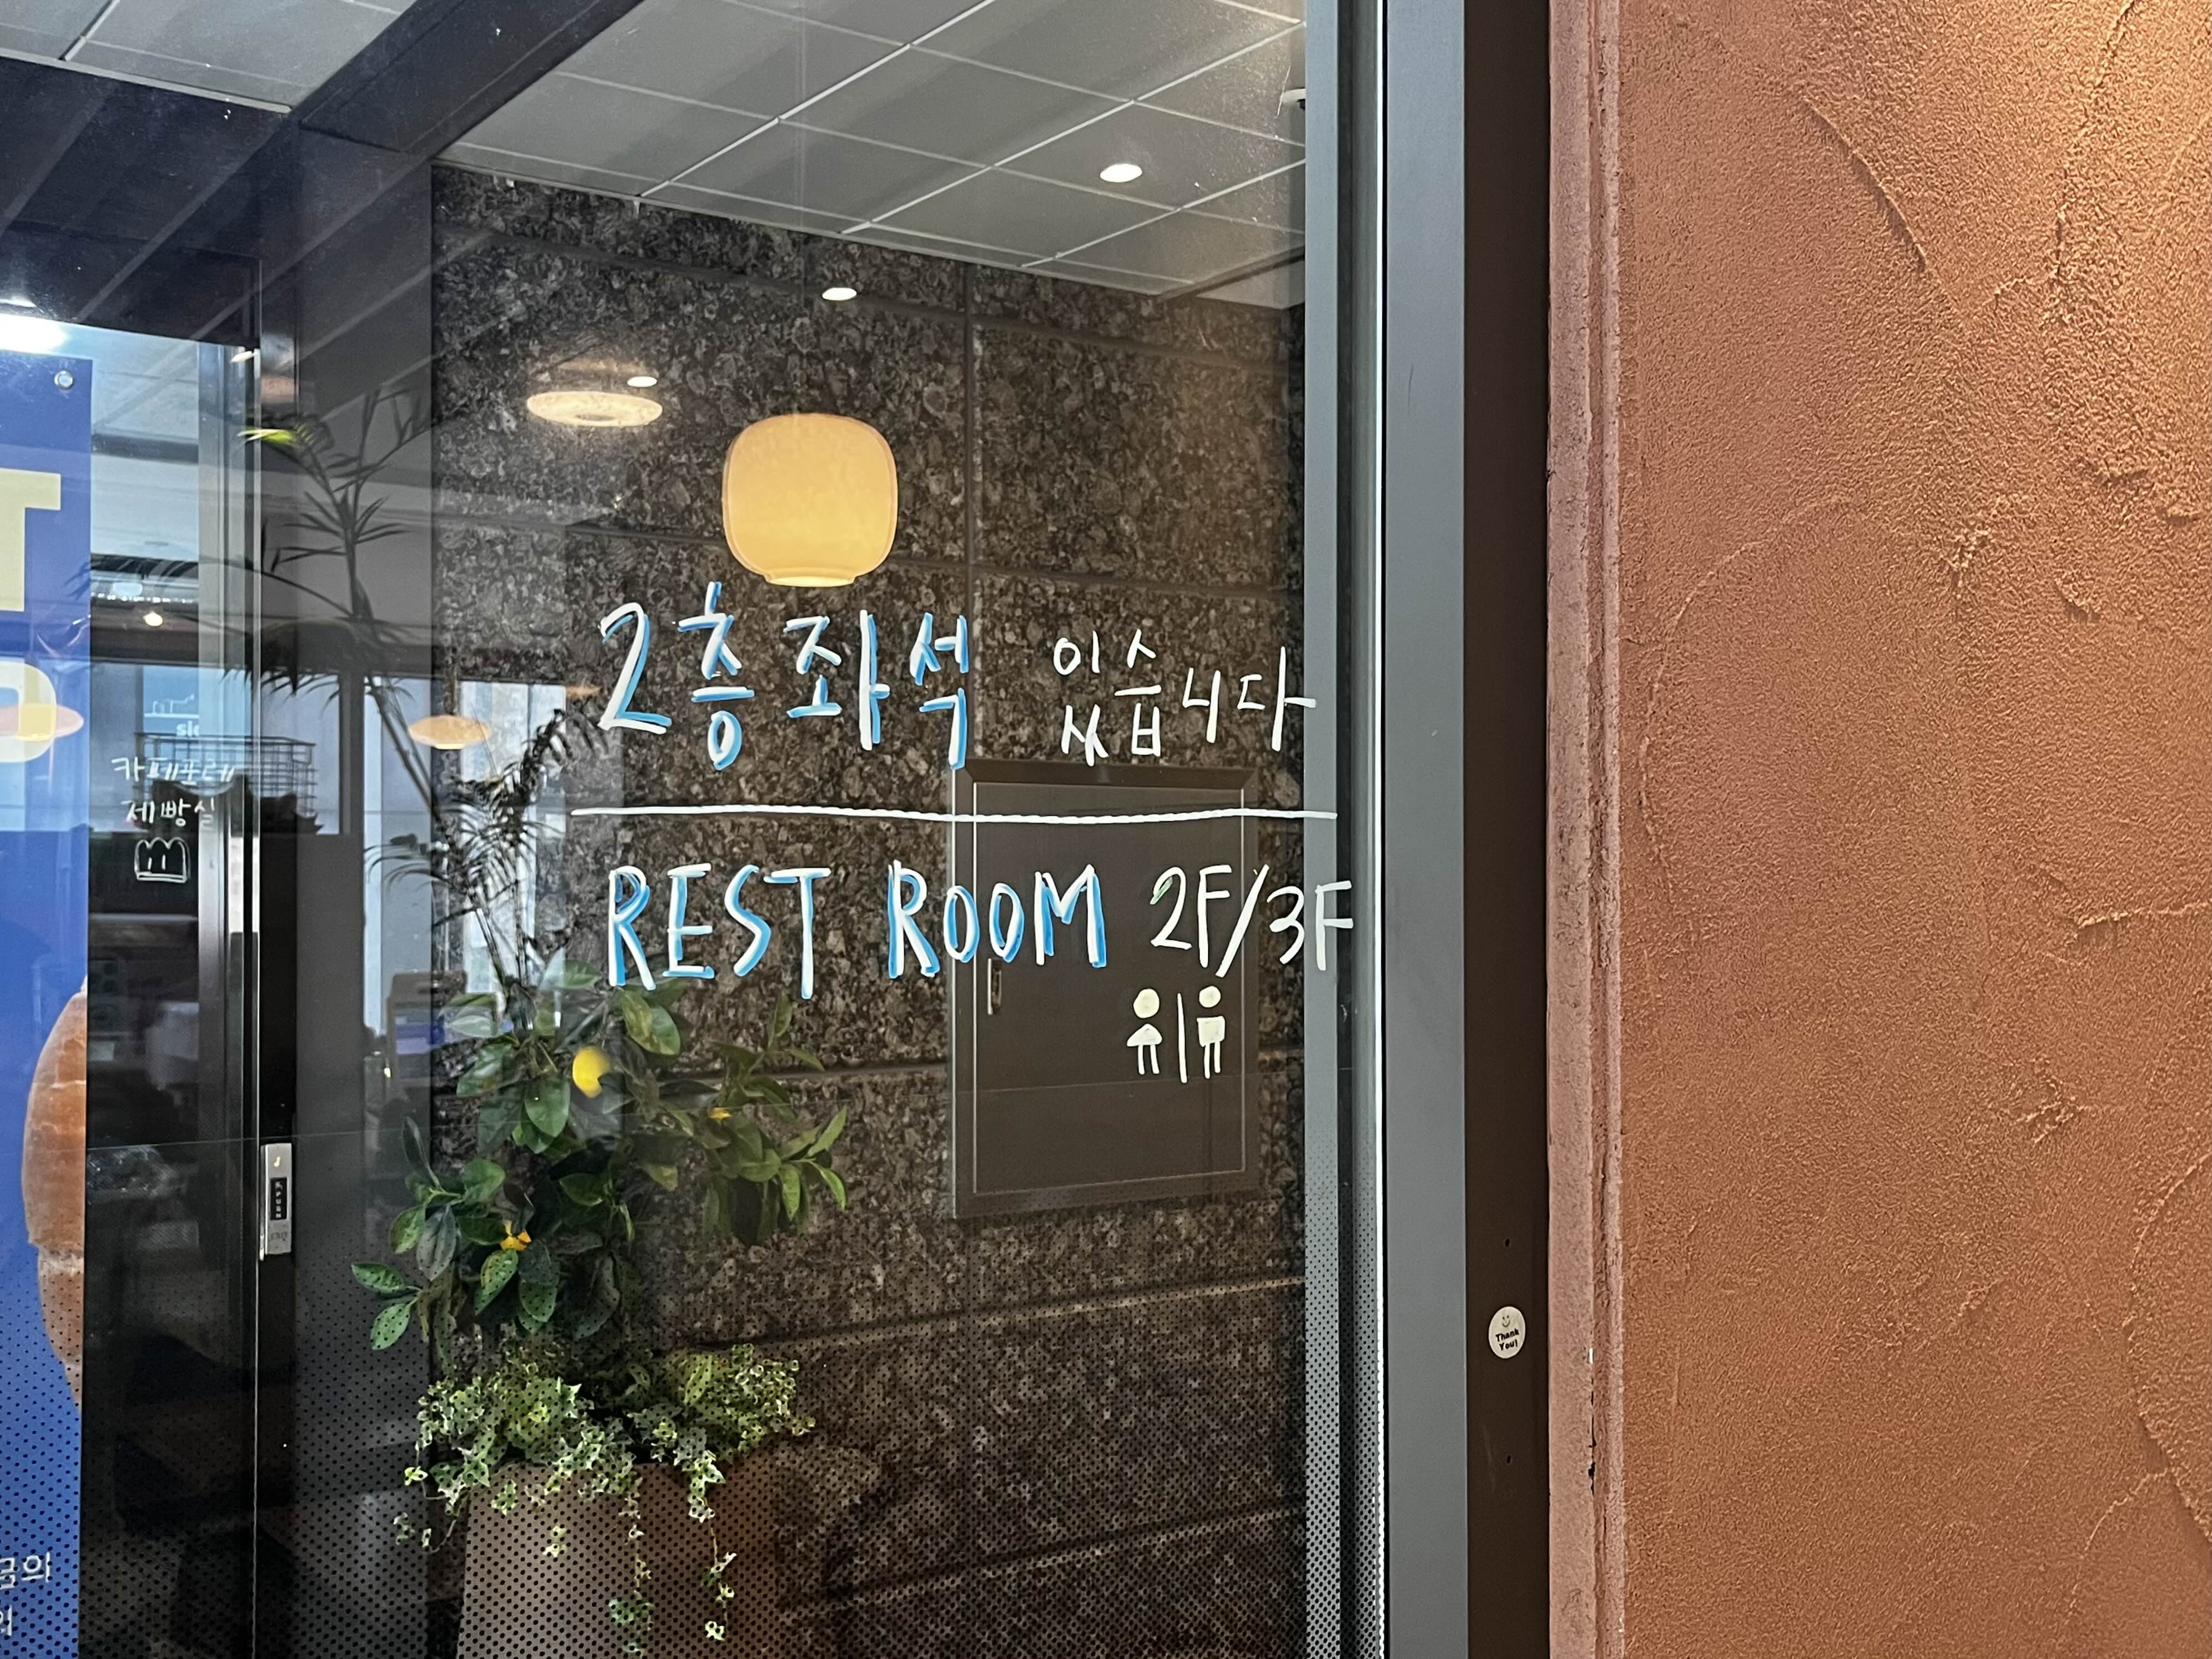 2층 좌석 있습니다
REST ROOM 2F/3F
카페포레
제빵실
Thank
You!